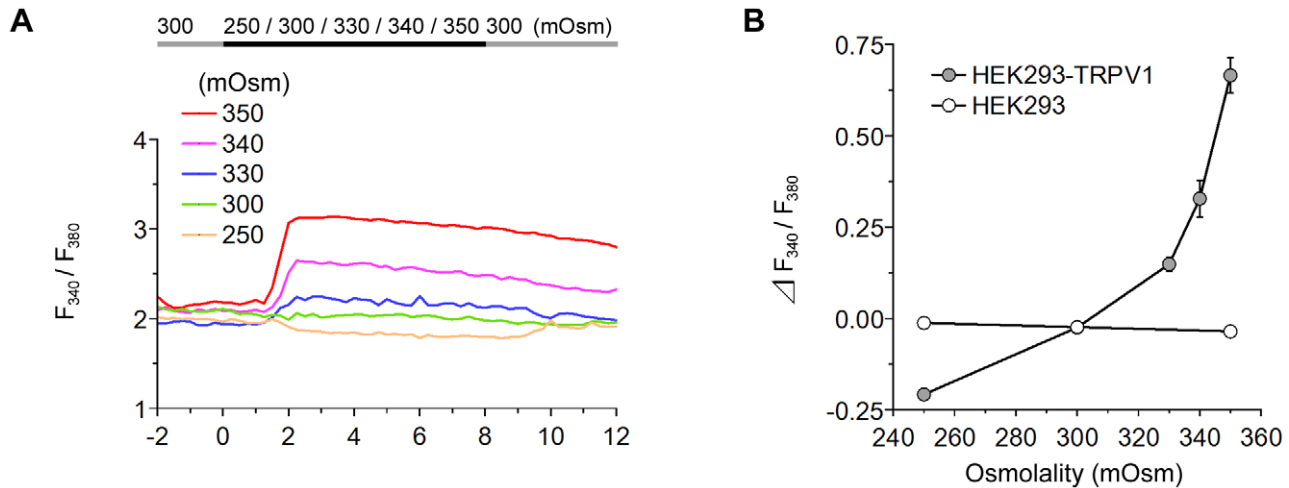 A
300 250 / 300 / 330 / 340 / 350 300 (mOsm)
(mOsm)
350
340
330
300
250
4
3
2
1
F340 / F380
-2 0 2 4 6 8 10 12
B
0.75
0.50
0.25
0.00
-0.25
⊿ F340 / F380
HEK293-TRPV1
HEK293
240 260 280 300 320 340 360
Osmolality (mOsm)